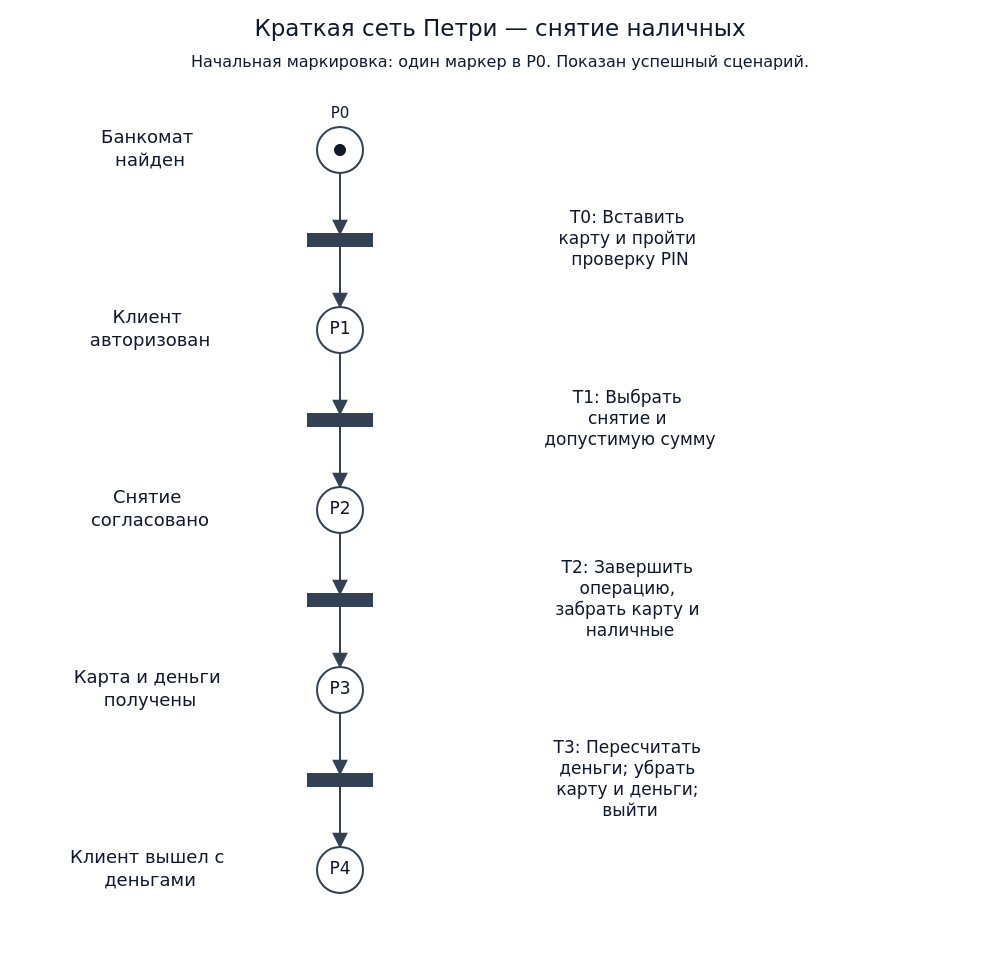 Краткая сеть Петри — снятие наличных
Начальная маркировка: один маркер в P0. Показан успешный сценарий.
P0
Банкомат
найден
T0: Вставить
карту и пройти
проверку PIN
Клиент
авторизован
P1
T1: Выбрать
снятие и
допустимую сумму
Снятие
согласовано
P2
T2: Завершить
операцию,
забрать карту и
наличные
Карта и деньги
получены
P3
T3: Пересчитать
деньги; убрать
карту и деньги;
выйти
Клиент вышел с
деньгами
P4